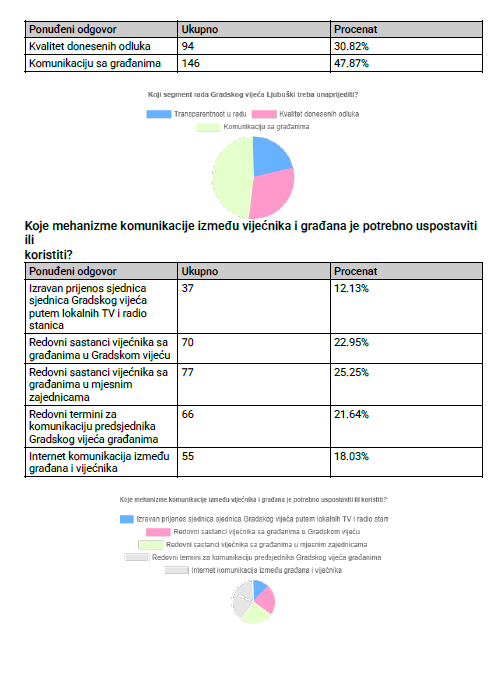 Ponuđeni odgovor Ukupno Procenat
Kvalitet donesenih odluka 94 30.82%
Komunikaciju sa građanima 146 47.87%
Koji segment rada Gradskog vijeća Ljubuški treba unaprijediti?
Transparentnost u radu Kvalitet donesenih odluka
Komunikaciju sa građanima
Koje mehanizme komunikacije između vijećnika i građana je potrebno uspostaviti
ili
koristiti?
Ponuđeni odgovor Ukupno Procenat
Izravan prijenos sjednica 37 12,13%
sjednica Gradskog vijeća
putem lokalnih TV i radio
stanica
Redovni sastanci vijećnika sa 70 22.95%
građanima u Gradskom vijeću
Redovni sastanci vijećnika sa 77 25,25%
građanima u mjesnim
zajednicama
Redovni termini za 66 21.64%
komunikaciju predsjednika
Gradskog vijeća građanima
Internet komunikacija između 55 18.03%
građana i vijećnika
Koje mehanizme komunikacije između vijećnika i građana je potrebno uspostaviti ili koristiti?
Izravan prijenos sjednica sjednica Gradskog vijeća putem lokalnih TV i radio stan
Redovni sastanci vijećnika sa građanima u Gradskom vijeću
Redovni sastanci vijećnika sa građanima u mjesnim zajednicama
Redovni termini za komunikaciju predsjednika Gradskog vijeća građanima
Internet komunikacija između građana i vijećnika